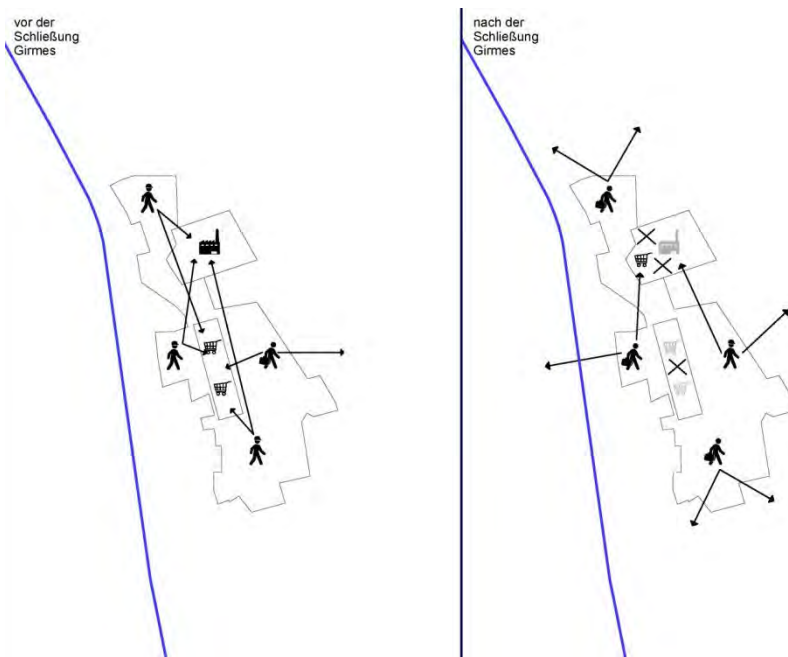 vor der
Schließung
Girmes
nach der
Schließung
Girmes